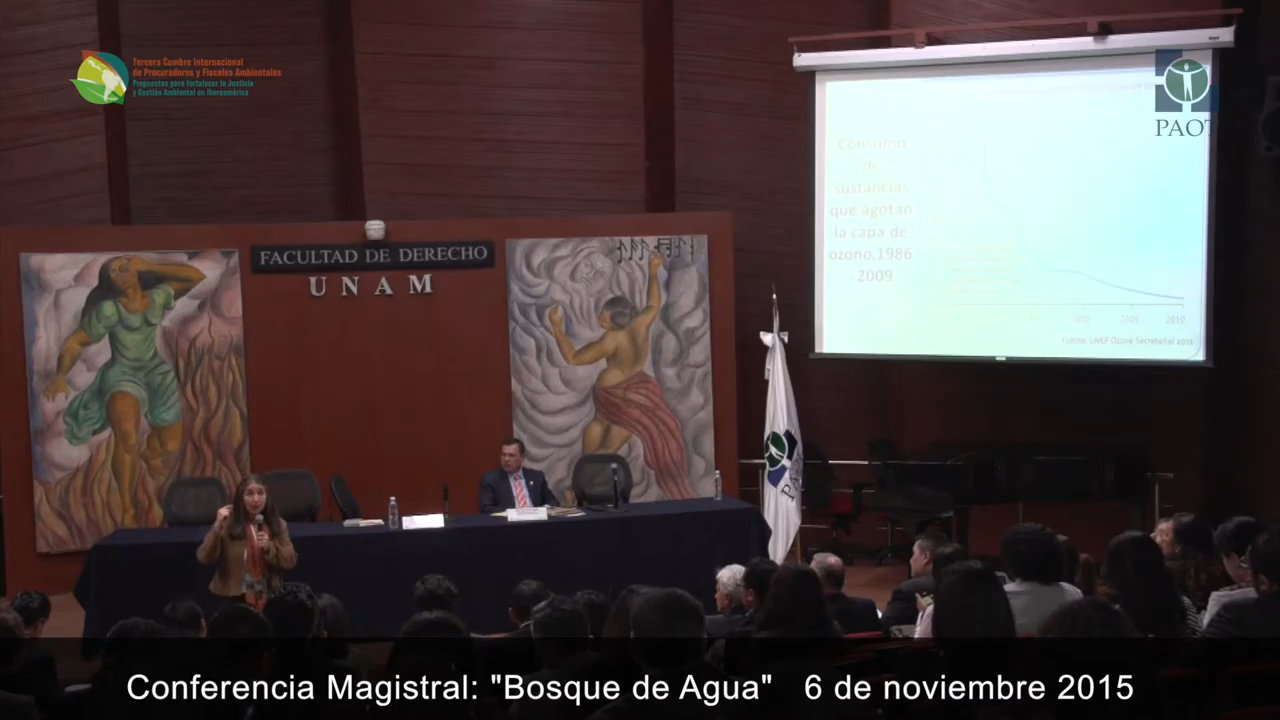 Tercera Cumbre Internacional
de Procuradores y Fiscales Ambientales
Propuestas para Fortalecer la Justicia
y Gestión Ambiental en Iberoamérica
PAOT
Consumo
de
sustancias
que agotan
la capa de
ozono,1986
-2009
2010
Fuente: UNEP Ozone Secretariat 2011
FACULTAD DE DERECHO
UNAM
PAOT
Conferencia Magistral: "Bosque de Agua" 6 de noviembre 2015